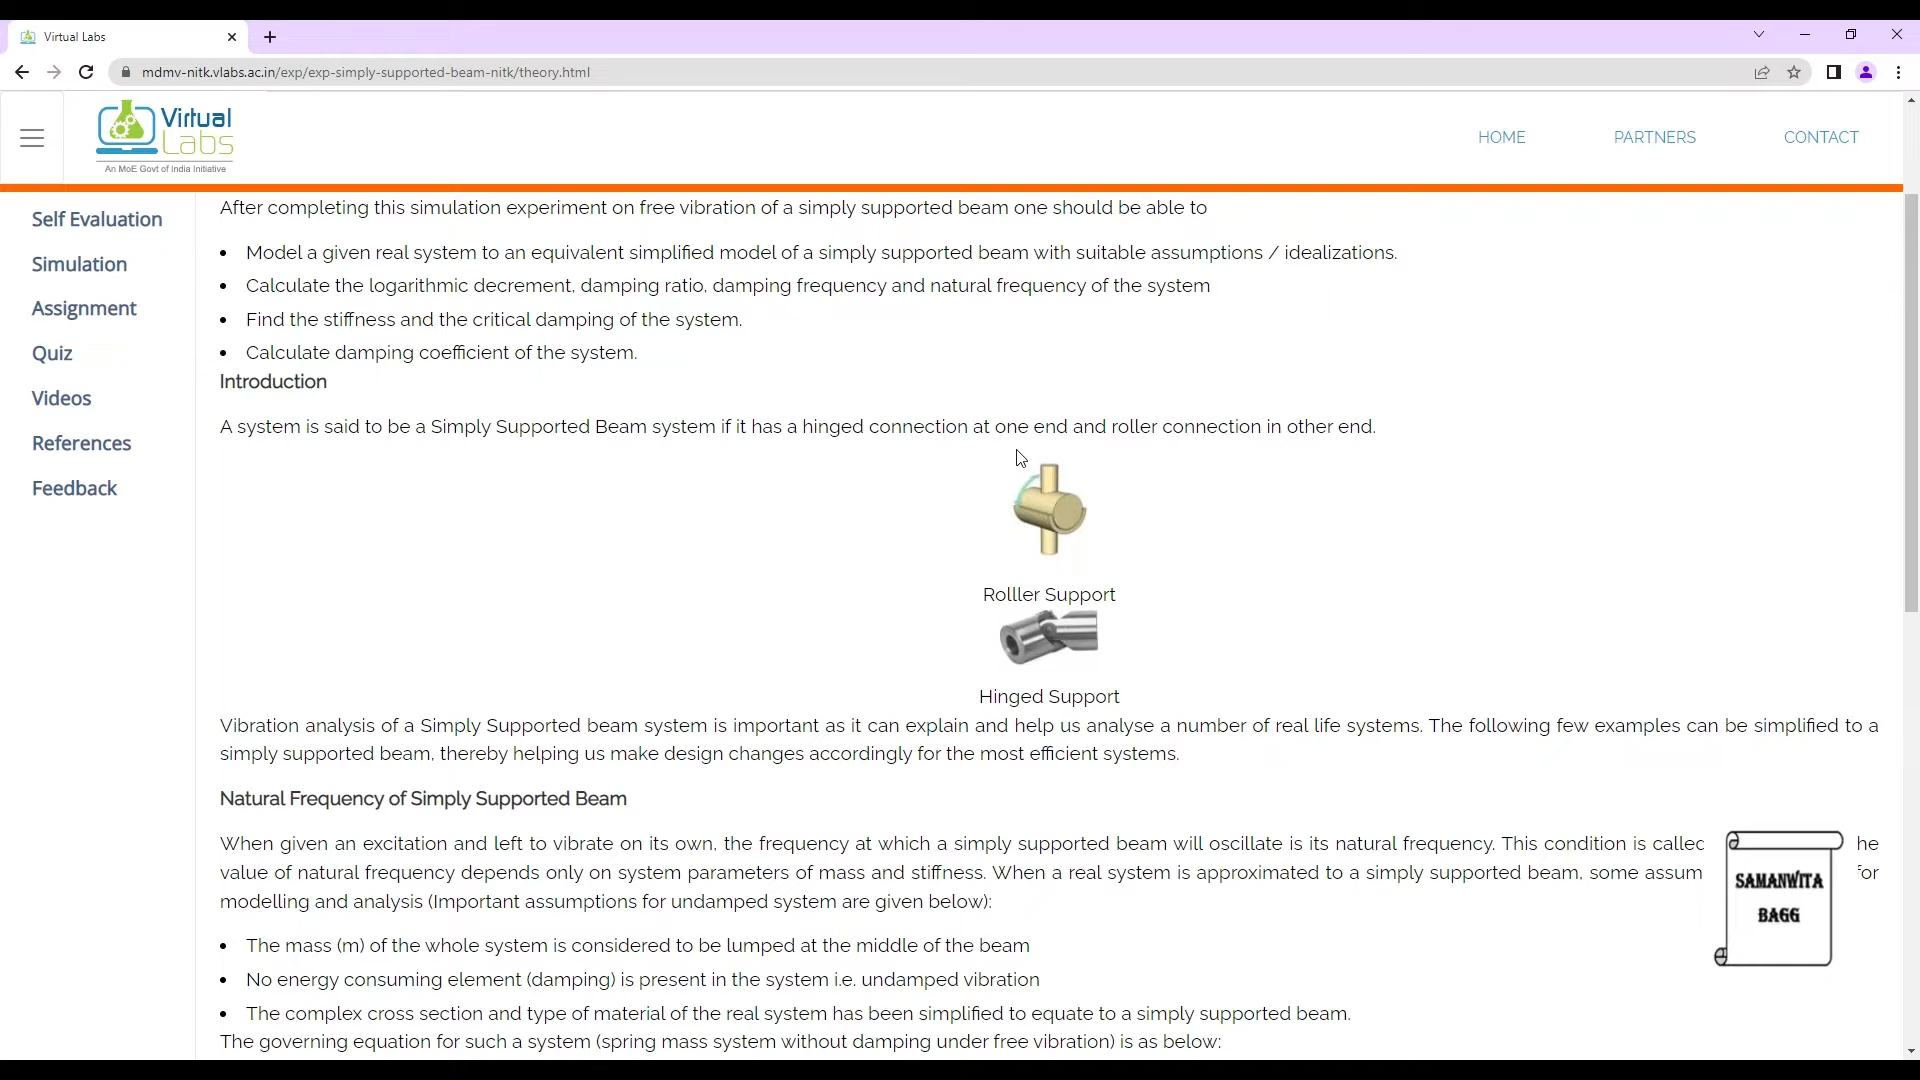 Virtual Labs
mdmv-nitk.vlabs.ac.in/exp/exp-simply-supported-beam-nitk/theory.html
Virtual
Labs
An MoE Govt of India Initiative
HOME
PARTNERS
CONTACT
Self Evaluation
Simulation
Assignment
Quiz
Videos
References
Feedback
After completing this simulation experiment on free vibration of a simply supported beam one should be able to
• Model a given real system to an equivalent simplified model of a simply supported beam with suitable assumptions / idealizations.
• Calculate the logarithmic decrement, damping ratio, damping frequency and natural frequency of the system
• Find the stiffness and the critical damping of the system.
• Calculate damping coefficient of the system.
Introduction
A system is said to be a Simply Supported Beam system if it has a hinged connection at one end and roller connection in other end.
Rolller Support
Hinged Support
Vibration analysis of a Simply Supported beam system is important as it can explain and help us analyse a number of real life systems. The following few examples can be simplified to a
simply supported beam, thereby helping us make design changes accordingly for the most efficient systems.
Natural Frequency of Simply Supported Beam
When given an excitation and left to vibrate on its own, the frequency at which a simply supported beam will oscillate is its natural frequency. This condition is called
value of natural frequency depends only on system parameters of mass and stiffness. When a real system is approximated to a simply supported beam, some assum for
modelling and analysis (Important assumptions for undamped system are given below):
• The mass (m) of the whole system is considered to be lumped at the middle of the beam
• No energy consuming element (damping) is present in the system i.e. undamped vibration
• The complex cross section and type of material of the real system has been simplified to equate to a simply supported beam.
The governing equation for such a system (spring mass system without damping under free vibration) is as below:
SAMANWITA
BAGG